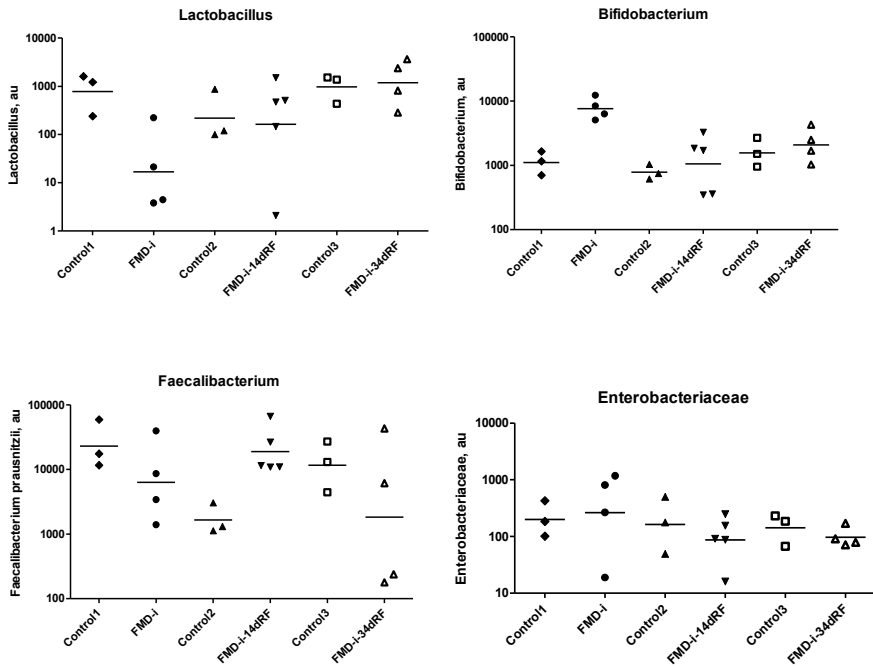 Lactobacillus
Lactobacillus, au
10000
1000
100
10
1
Control1
FMD-i
Control2
FMD-i-14dRF
Control3
FMD-i-34dRF
Bifidobacterium
Bifidobacterium, au
100000
10000
1000
100
Control1
FMD-i
Control2
FMD-i-14dRF
Control3
FMD-i-34dRF
Faecalibacterium
Faecalibacterium prausnitzii, au
100000
10000
1000
100
Control1
FMD-i
Control2
FMD-i-14dRF
Control3
FMD-i-34dRF
Enterobacteriaceae
Enterobacteriaceae, au
10000
1000
100
10
Control1
FMD-i
Control2
FMD-i-14dRF
Control3
FMD-i-34dRF